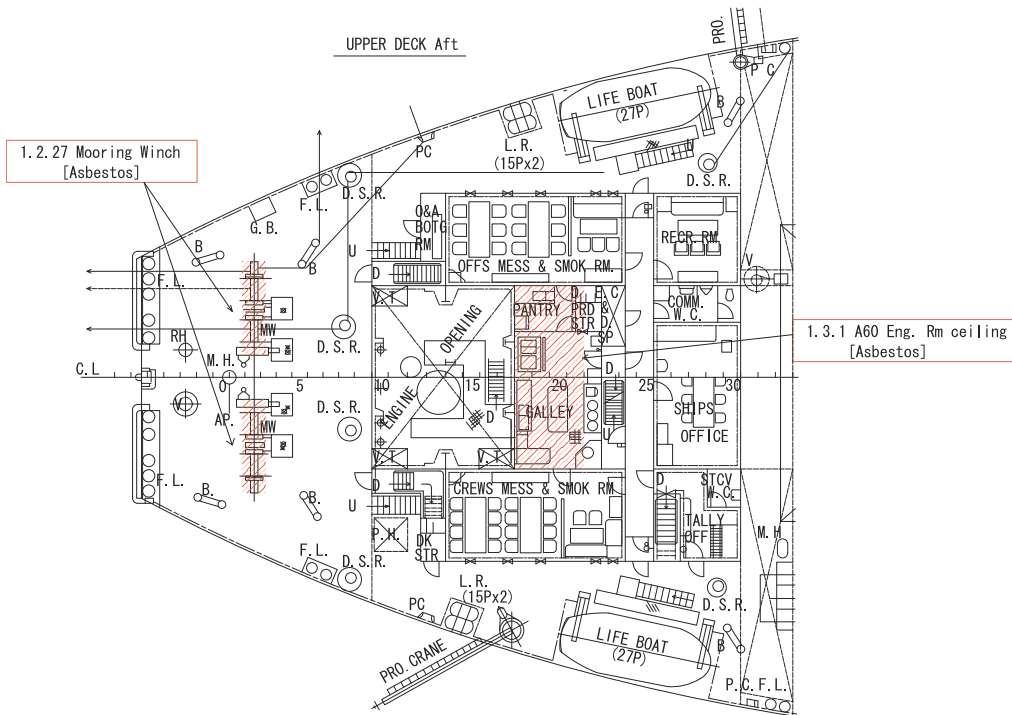 UPPER DECK Aft
PRO.
P.C
LIFE BOAT
(27P)
B
1.2.27 Mooring Winch
[Asbestos]
L.R.
(15Px2)
PC
D
D.S.R.
F.L.
D.S.R.
G.B.
O&A
BOTG
RM
RECR.RM.
B
B
U
OFFS MESS & SMOK RM.
V
F.L.
D
V.T
PANTRY
D.
E.C
PRD &
STR D.
SP
COMM.
W.C.
OPENING
1.3.1 A60 Eng. Rm ceiling
[Asbestos]
RH
MW
D.S.R.
M.H.
C.L
0
5
10
15
20
25
30
D
V
AP.
ENGINE
D
GALLEY
SHIPS
OFFICE
MW
D.S.R.
U
V.T
V.T
F.L.
B.
B.
D
CREWS MESS & SMOK RM
D
STCV
W.C.
U
P.H.
DK
STR
TALLY
OFF
M.H
F.L.
D.S.R.
L.R.
(15Px2)
PC
D.S.R.
LIFE BOAT
(27P)
B
PRO.CRANE
P.C.F.L.